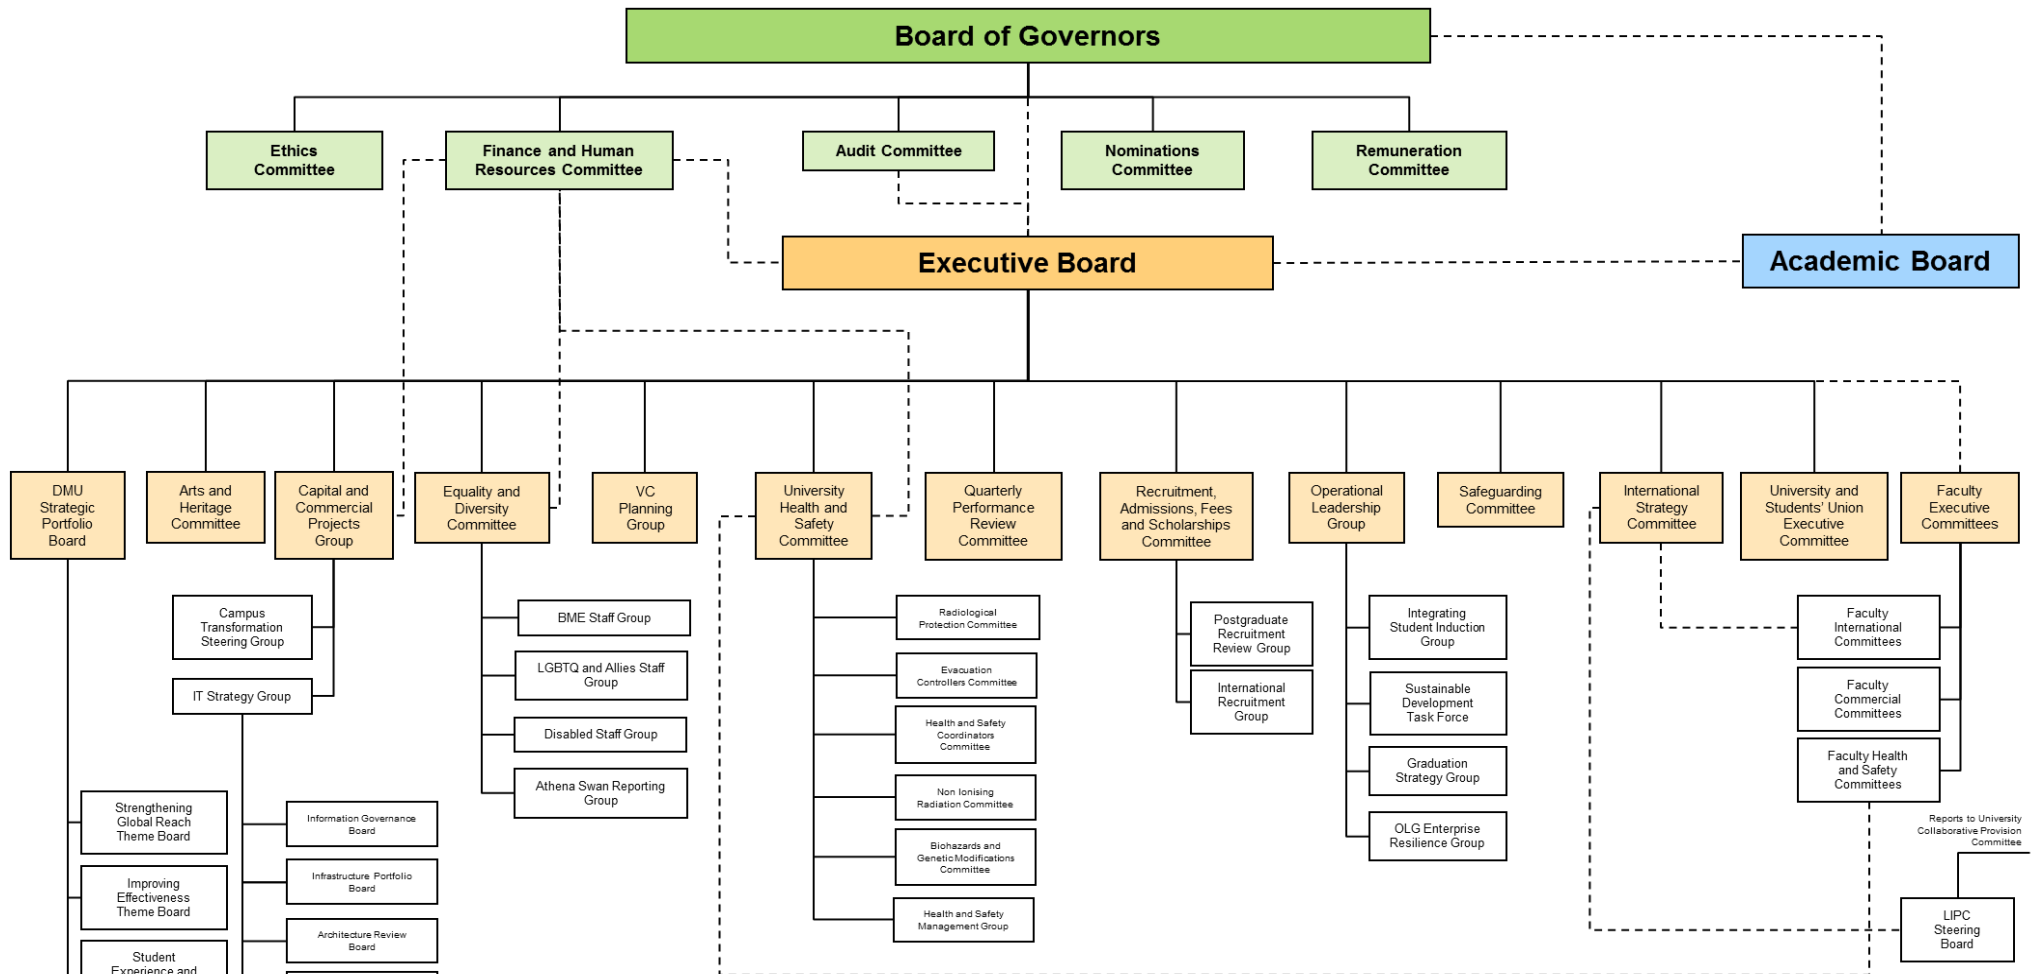 Board of Governors
Ethics
Committee
Finance and Human
Resources Committee
Audit Committee
Nominations
Committee
Remuneration
Committee
Executive Board
Academic Board
DMU
Strategic
Portfolio
Board
Arts and
Heritage
Committee
Capital and
Commercial
Projects
Group
Equality and
Diversity
Committee
VC
Planning
Group
University
Health and
Safety
Committee
Quarterly
Performance
Review
Committee
Recruitment,
Admissions, Fees
and Scholarships
Committee
Operational
Leadership
Group
Safeguarding
Committee
International
Strategy
Committee
University and
Students' Union
Executive
Committee
Faculty
Executive
Committees
Campus
Transformation
Steering Group
IT Strategy Group
BME Staff Group
LGBTQ and Allies Staff
Group
Disabled Staff Group
Athena Swan Reporting
Group
Radiological
Protection Committee
Evacuation
Controllers Committee
Health and Safety
Coordinators
Committee
Non Ionising
Radiation Committee
Biohazards and
Genetic Modifications
Committee
Health and Safety
Management Group
Postgraduate
Recruitment
Review Group
International
Recruitment
Group
Integrating
Student Induction
Group
Sustainable
Development
Task Force
Graduation
Strategy Group
OLG Enterprise
Resilience Group
Faculty
International
Committees
Faculty
Commercial
Committees
Faculty Health
and Safety
Committees
Reports to University
Collaborative Provision
Committee
LIPC
Steering
Board
Strengthening
Global Reach
Theme Board
Improving
Effectiveness
Theme Board
Student
Experience and
Information Governance
Board
Infrastructure Portfolio
Board
Architecture Review
Board